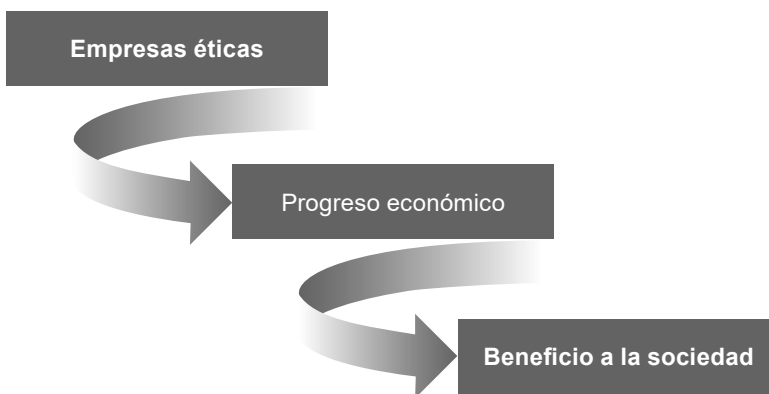 Empresas éticas
Progreso económico
Beneficio a la sociedad